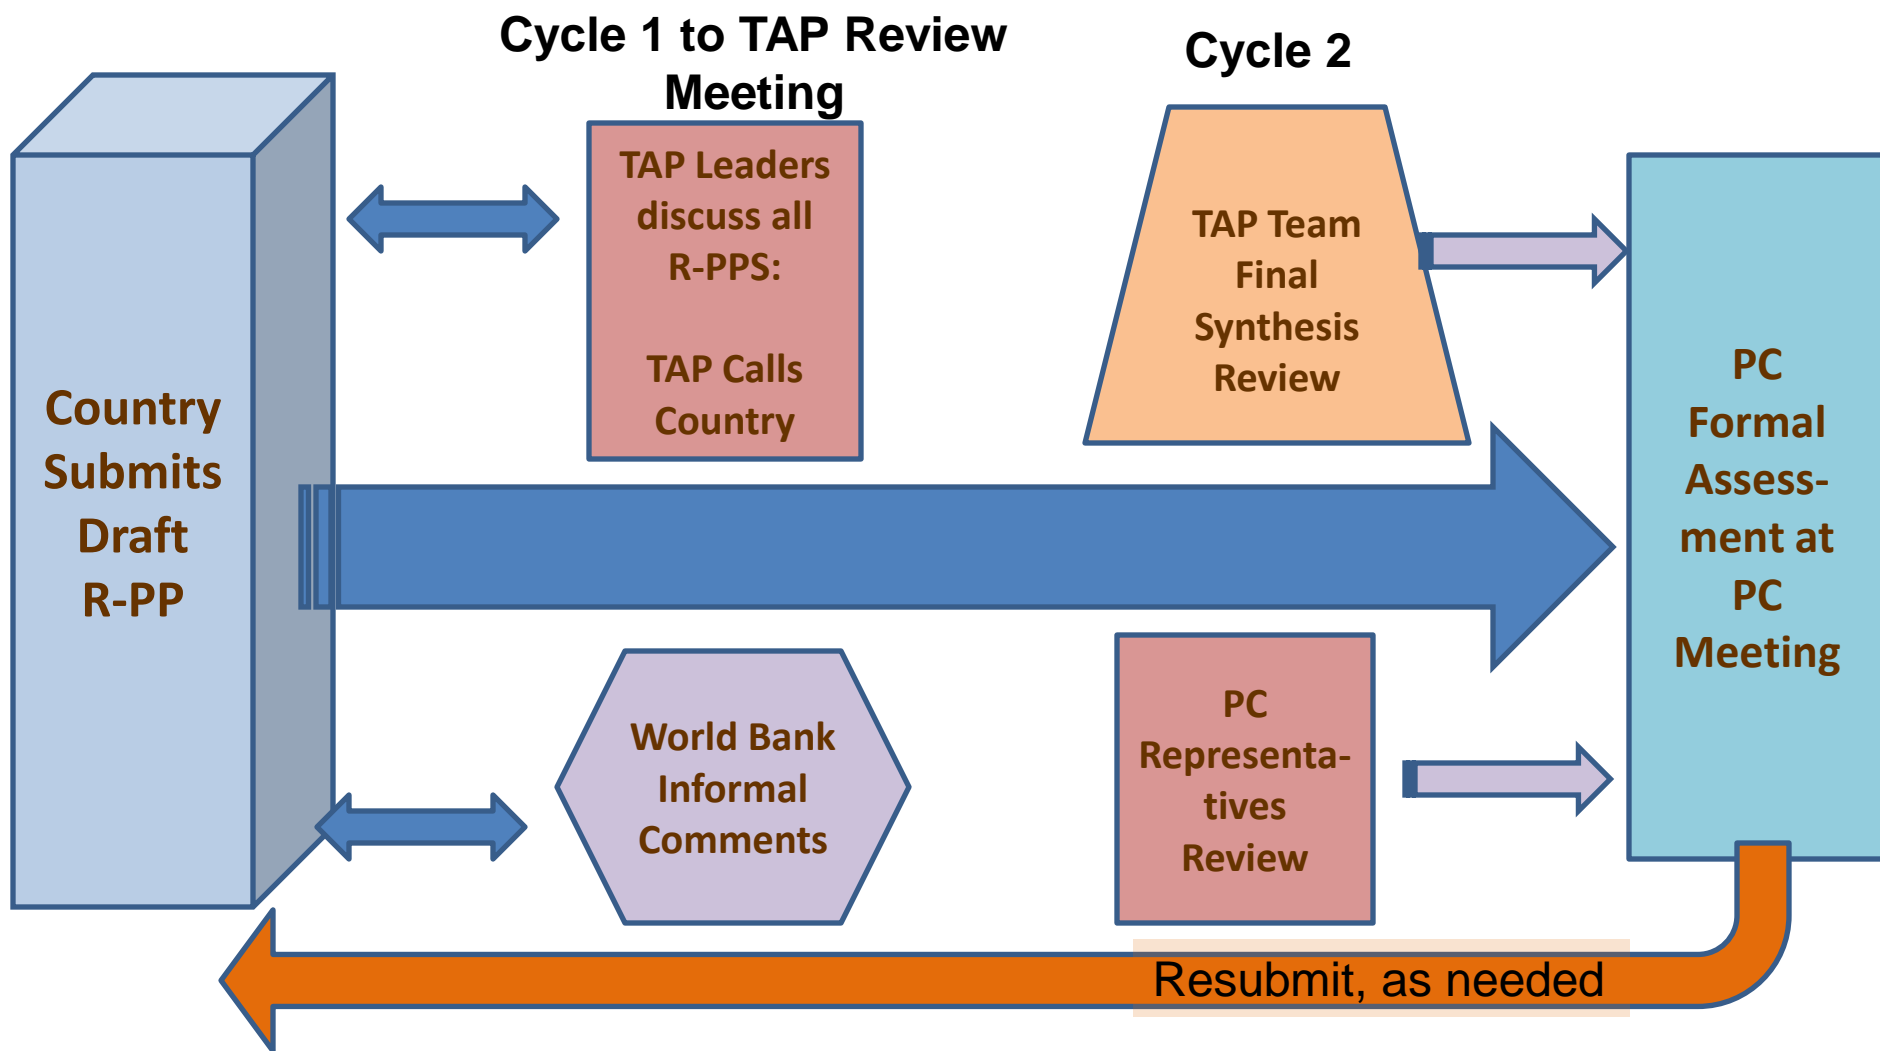 Cycle 1 to TAP Review
Meeting
Cycle 2
Country
Submits
Draft
R-PP
TAP Leaders
discuss all
R-PPS:
TAP Calls
Country
TAP Team
Final
Synthesis
Review
PC
Formal
Assess-
ment at
PC
Meeting
World Bank
Informal
Comments
PC
Representa-
tives
Review
Resubmit, as needed